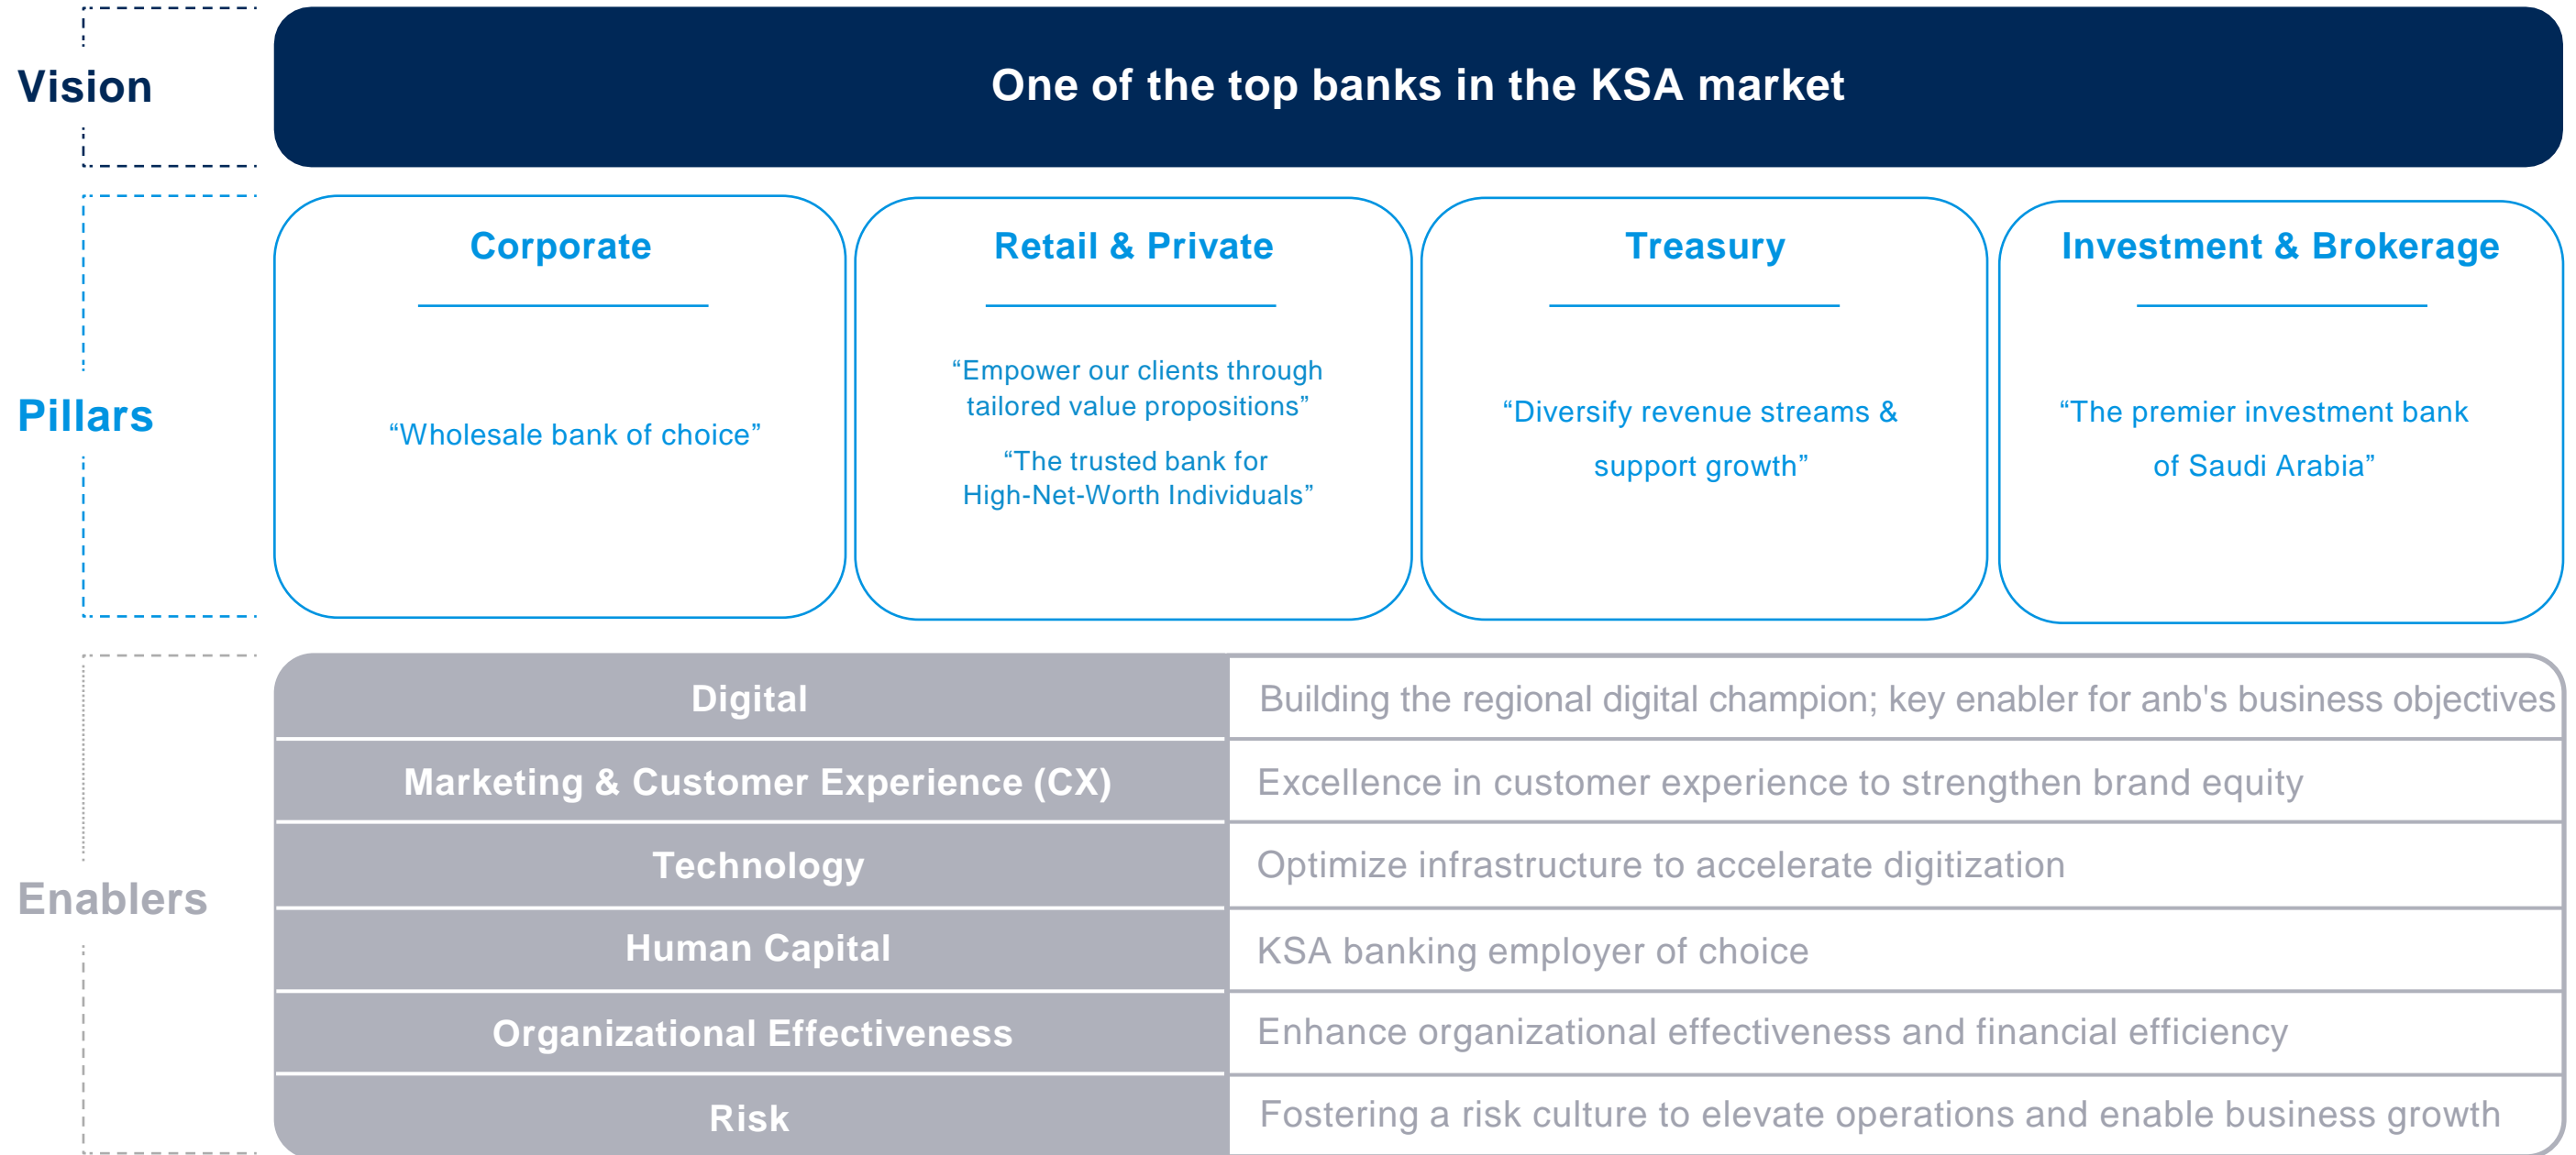 Vision
One of the top banks in the KSA market
Pillars
Corporate
“Wholesale bank of choice”
Retail & Private
“Empower our clients through
tailored value propositions”
“The trusted bank for
High-Net-Worth Individuals”
Treasury
“Diversify revenue streams &
support growth”
Investment & Brokerage
“The premier investment bank
of Saudi Arabia”
Enablers
Digital
Building the regional digital champion; key enabler for anb's business objectives
Marketing & Customer Experience (CX)
Excellence in customer experience to strengthen brand equity
Technology
Optimize infrastructure to accelerate digitization
Human Capital
KSA banking employer of choice
Organizational Effectiveness
Enhance organizational effectiveness and financial efficiency
Risk
Fostering a risk culture to elevate operations and enable business growth